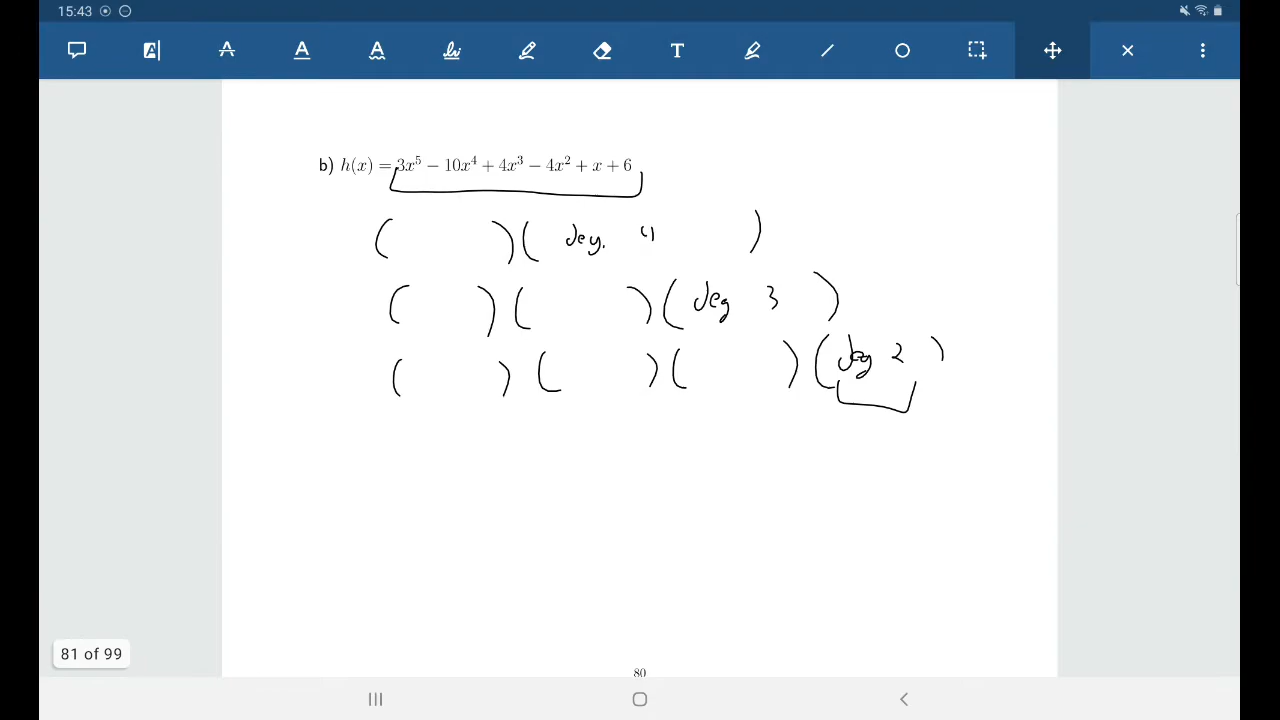 15:43
b) h(x) = 3x⁵ − 10x⁴ + 4x³ − 4x² + x + 6
( )( deg. 4 )
( )( )( deg 3 )
( )( )( )( deg 2 )
81 of 99
80